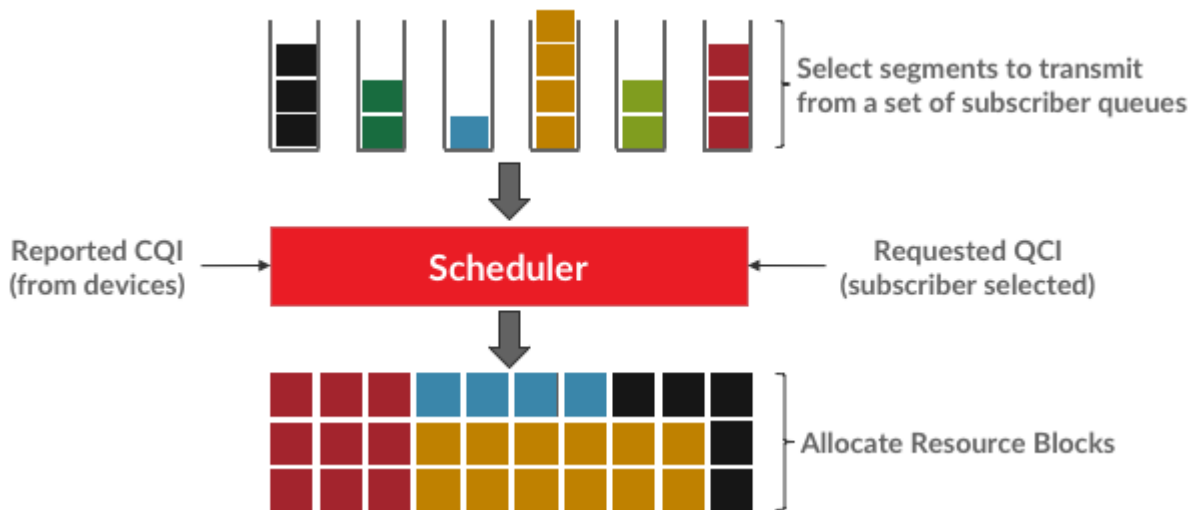 Select segments to transmit
from a set of subscriber queues
Reported CQI
(from devices)
Scheduler
Requested QCI
(subscriber selected)
Allocate Resource Blocks